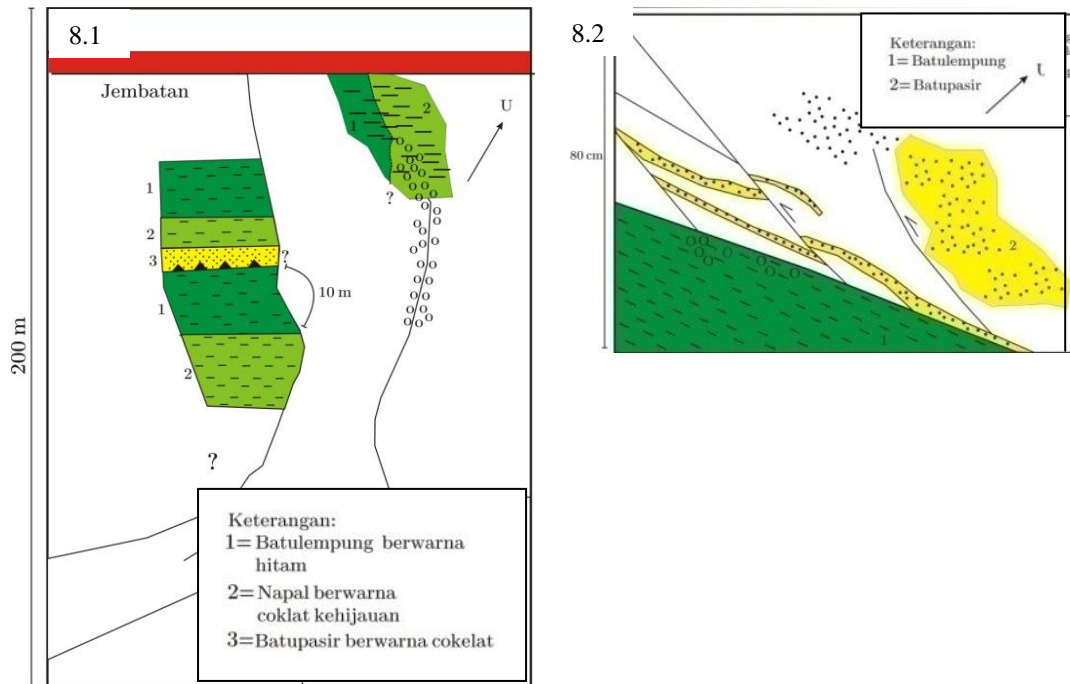 8.1
Jembatan
1
2
U
?
1
2
3
?
10 m
1
2
?
200 m
Keterangan:
1= Batulempung berwarna
hitam
2= Napal berwarna
coklat kehijauan
3= Batupasir berwarna cokelat
8.2
Keterangan:
1= Batulempung
2= Batupasir
80 cm
2
1